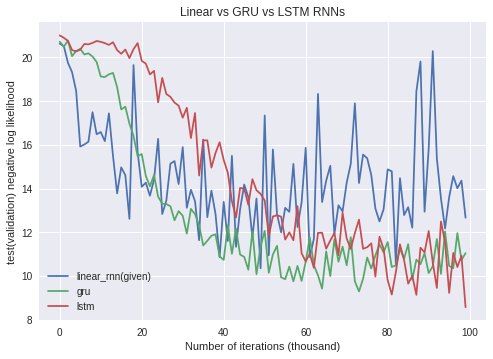 Linear vs GRU vs LSTM RNNs
test(validation) negative log likelihood
20
18
16
14
12
10
8
linear_rnn(given)
gru
lstm
0 20 40 60 80 100
Number of iterations (thousand)